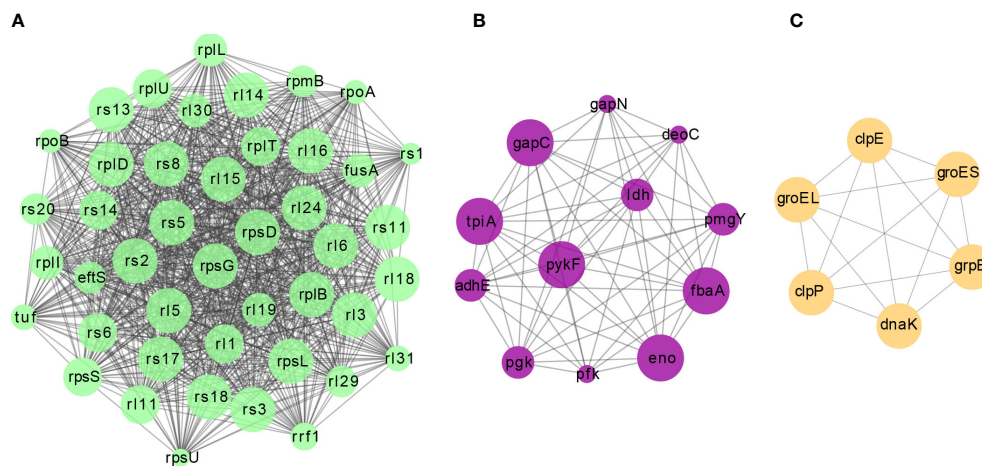 A
B
C
rplL
rplU
rpmB
rpoA
rs13
rl30
rl14
rpoB
rplD
rs8
rplT
rl16
rs1
rl15
fusA
rs20
rs14
rs5
rpsD
rl24
rs11
rplI
eftS
rs2
rpsG
rl6
rl18
tuf
rs6
rl5
rl19
rplB
rl3
rpsS
rs17
rl1
rpsL
rl31
rl11
rs18
rs3
rl29
rrf1
rpsU
gapN
deoC
gapC
ldh
tpiA
pmgY
pykF
adhE
fbaA
pgk
pfk
eno
clpE
groES
groEL
grpE
clpP
dnaK